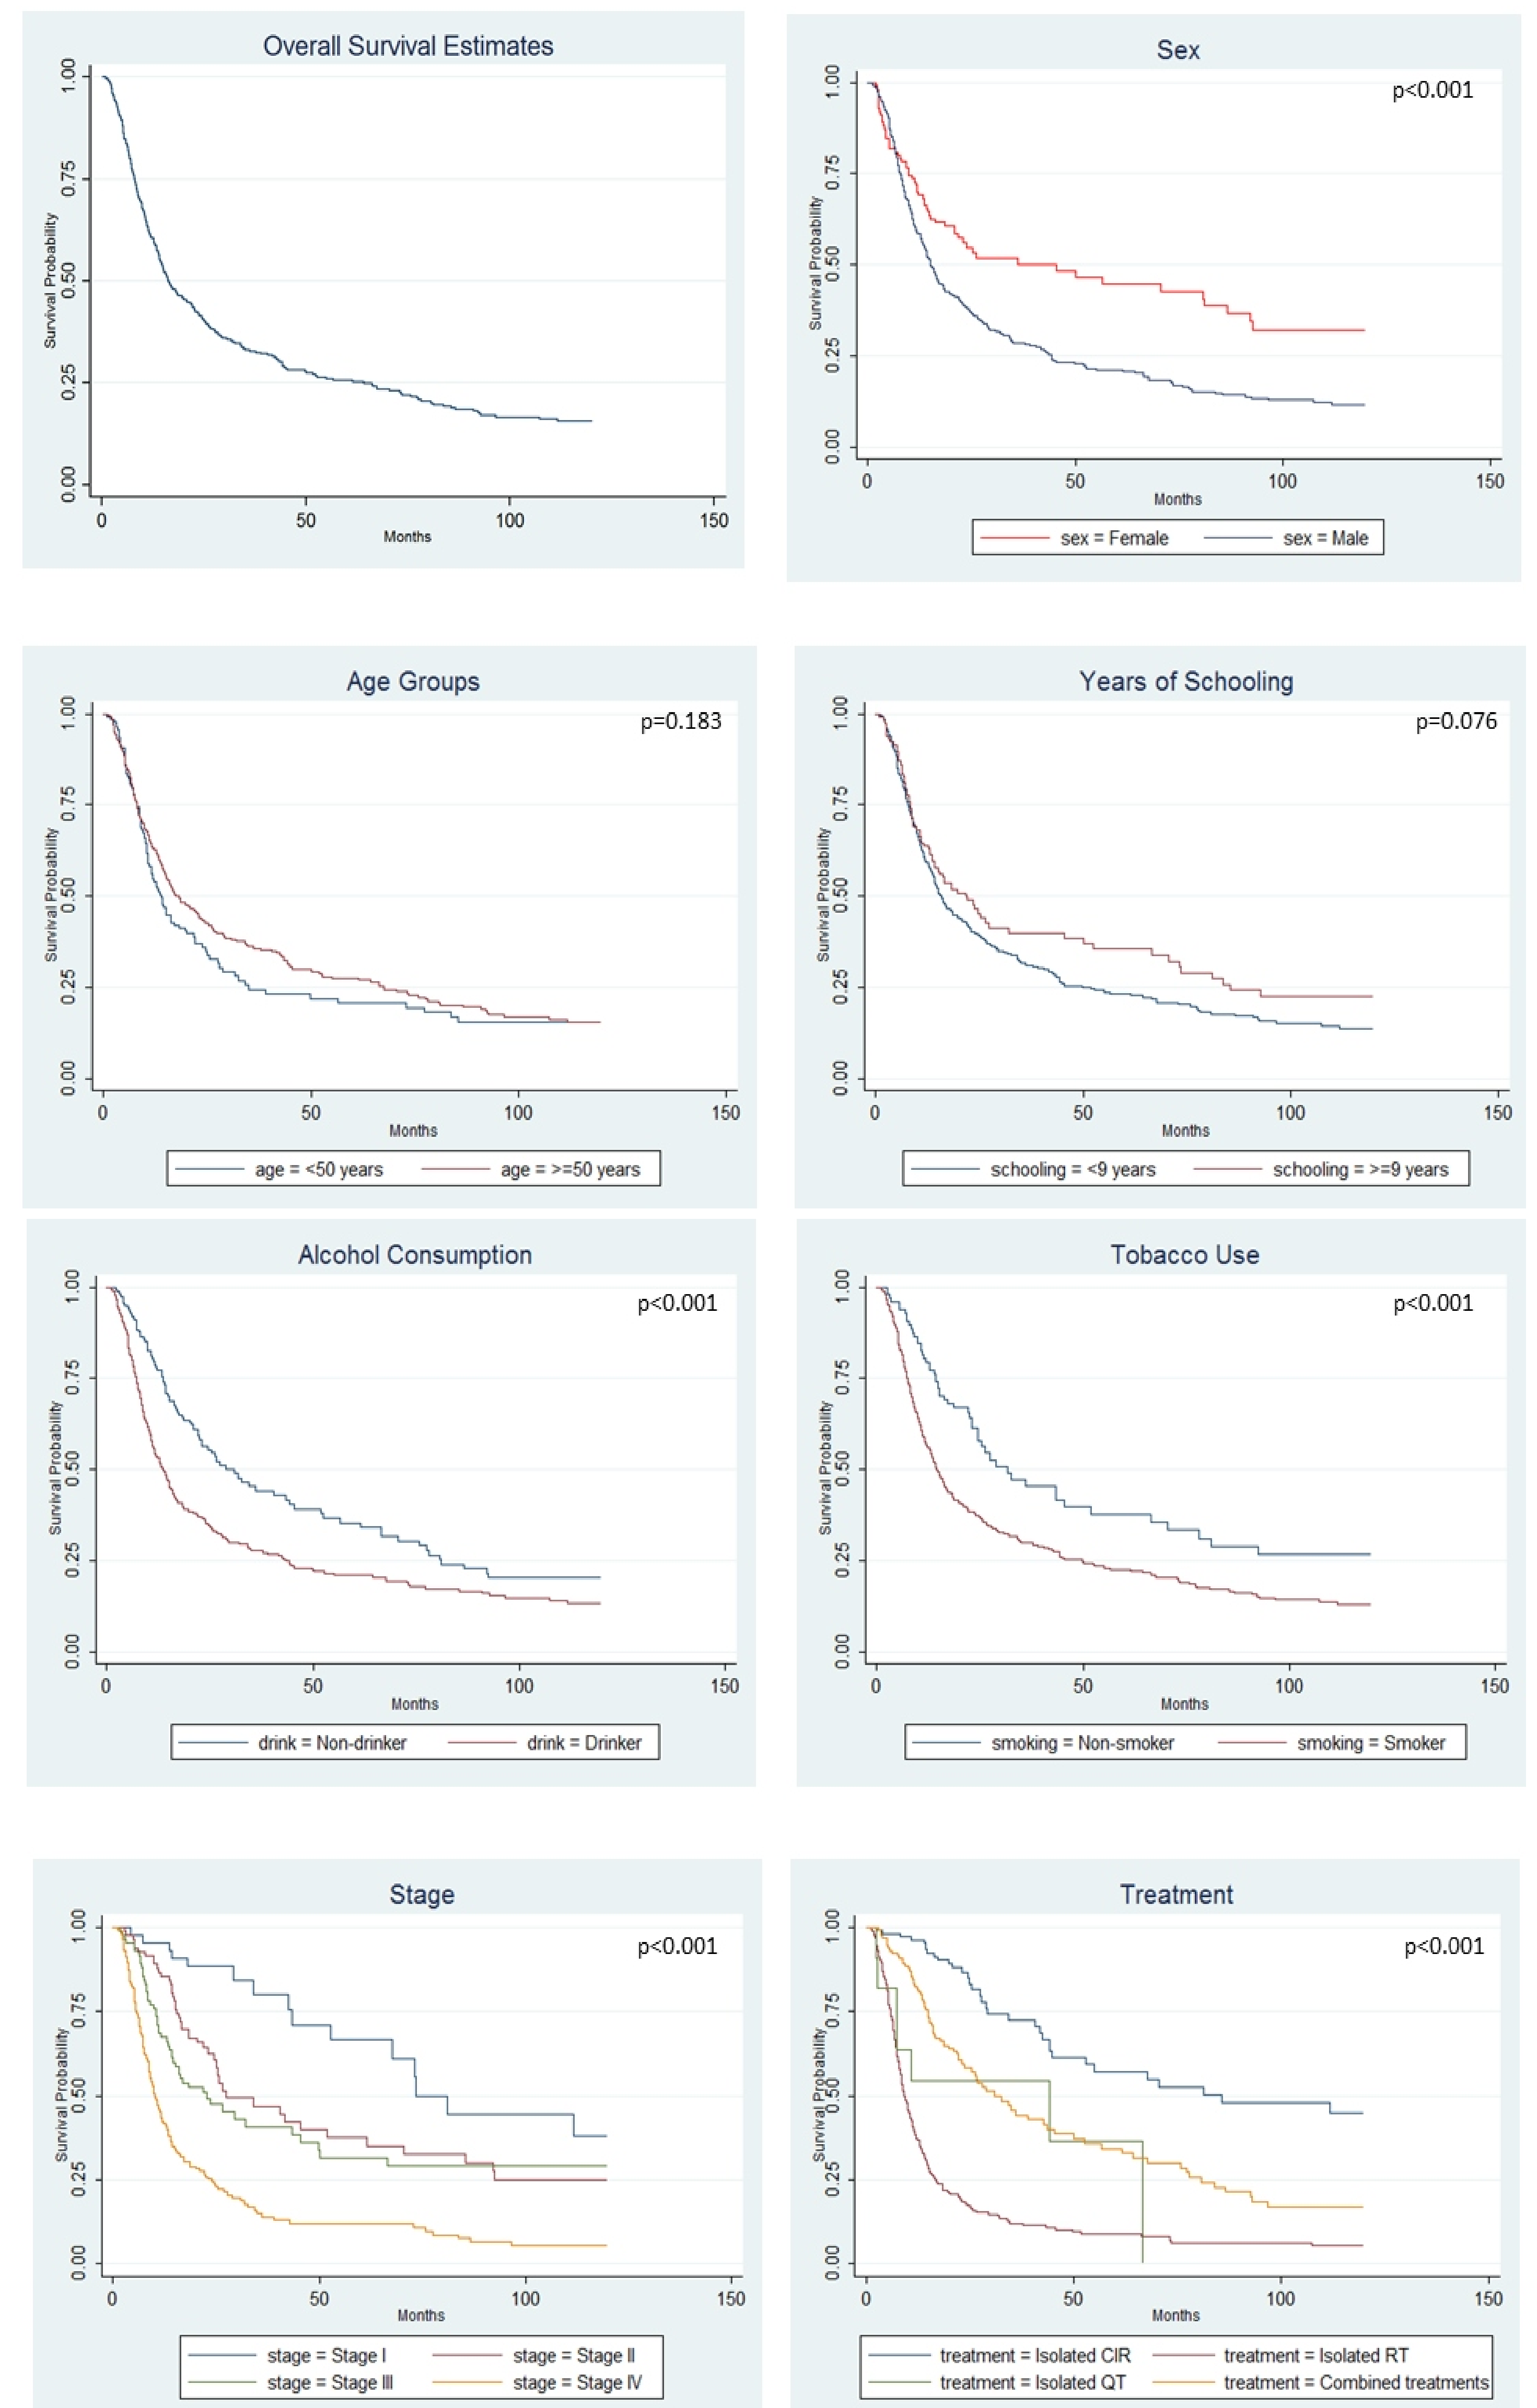 Overall Survival Estimates
Survival Probability
1.00
0.75
0.50
0.25
0.00
0 50 100 150
Months
Sex
p<0.001
Survival Probability
1.00
0.75
0.50
0.25
0.00
0 50 100 150
Months
sex = Female sex = Male
Age Groups
p=0.183
Survival Probability
1.00
0.75
0.50
0.25
0.00
0 50 100 150
Months
age = <50 years age = >=50 years
Years of Schooling
p=0.076
Survival Probability
1.00
0.75
0.50
0.25
0.00
0 50 100 150
Months
schooling = <9 years schooling = >=9 years
Alcohol Consumption
p<0.001
Survival Probability
1.00
0.75
0.50
0.25
0.00
0 50 100 150
Months
drink = Non-drinker drink = Drinker
Tobacco Use
p<0.001
Survival Probability
1.00
0.75
0.50
0.25
0.00
0 50 100 150
Months
smoking = Non-smoker smoking = Smoker
Stage
p<0.001
Survival Probability
1.00
0.75
0.50
0.25
0.00
0 50 100 150
Months
stage = Stage I stage = Stage II
stage = Stage III stage = Stage IV
Treatment
p<0.001
Survival Probability
1.00
0.75
0.50
0.25
0.00
0 50 100 150
Months
treatment = Isolated CIR treatment = Isolated RT
treatment = Isolated QT treatment = Combined treatments